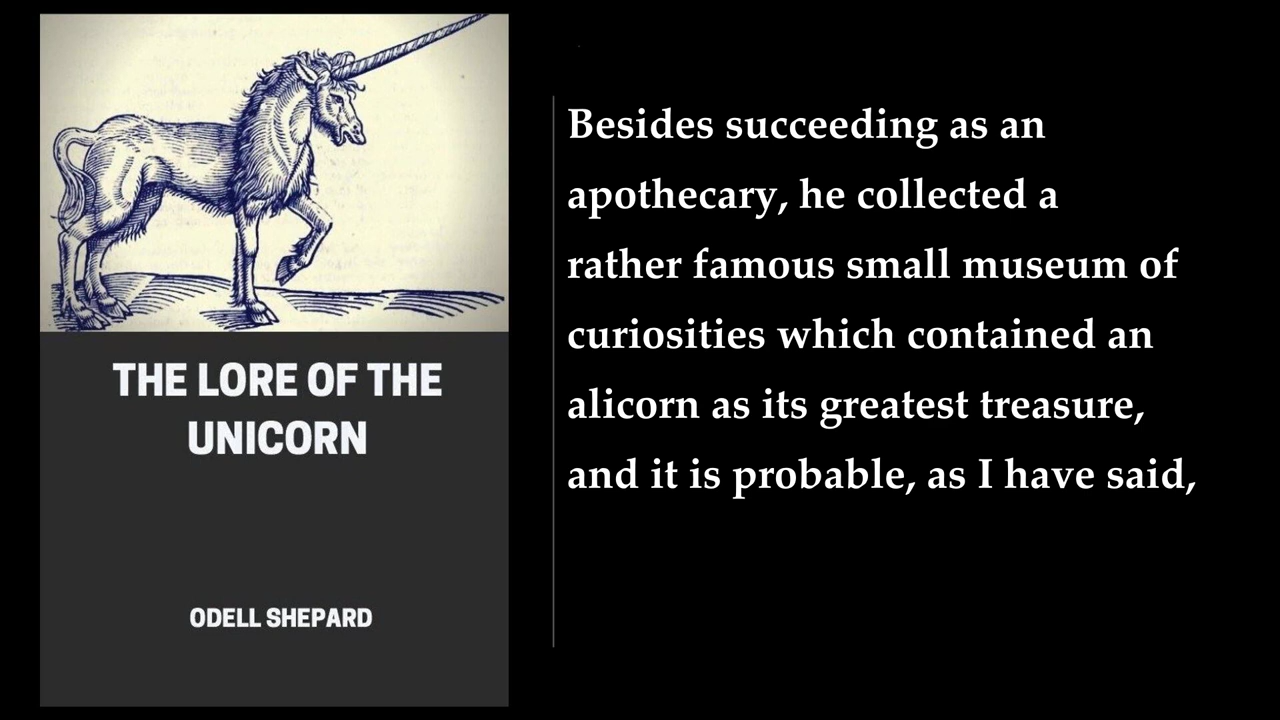 THE LORE OF THE
UNICORN
ODELL SHEPARD
Besides succeeding as an
apothecary, he collected a
rather famous small museum of
curiosities which contained an
alicorn as its greatest treasure,
and it is probable, as I have said,